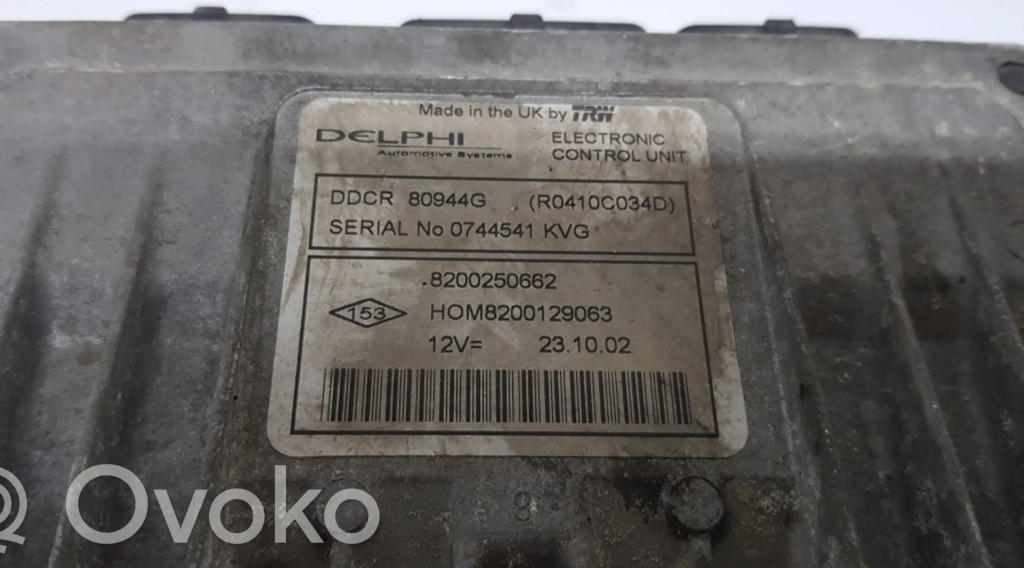 Made in the UK by TRW
DELPHI
Automotive Systems
ELECTRONIC
CONTROL UNIT
DDCR 80944G (R0410C034D)
SERIAL No 0744541 KVG
.8200250662
153 HOM8200129063
12V= 23.10.02
8
Ovoko